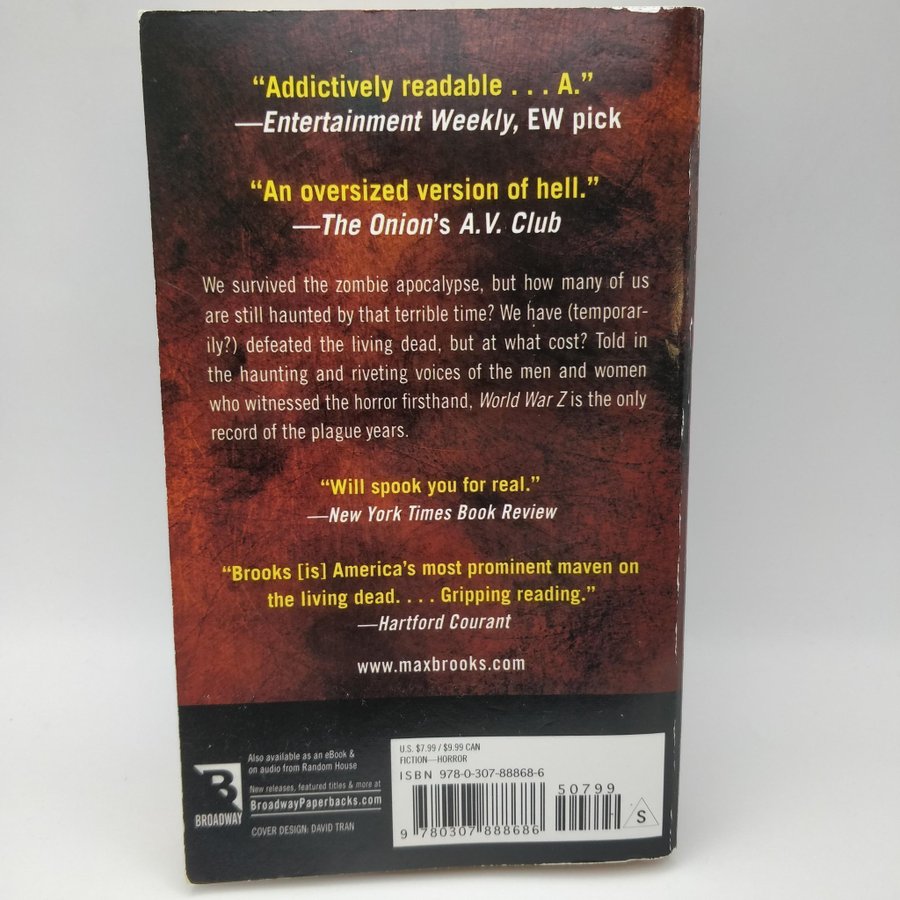 “Addictively readable . . . A.”
—Entertainment Weekly, EW pick
“An oversized version of hell.”
—The Onion’s A.V. Club
We survived the zombie apocalypse, but how many of us
are still haunted by that terrible time? We have (temporar-
ily?) defeated the living dead, but at what cost? Told in
the haunting and riveting voices of the men and women
who witnessed the horror firsthand, World War Z is the only
record of the plague years.
“Will spook you for real.”
—New York Times Book Review
“Brooks [is] America’s most prominent maven on
the living dead. . . . Gripping reading.”
—Hartford Courant
www.maxbrooks.com
B
BROADWAY
Also available as an eBook &
on audio from Random House
New releases, featured titles & more at
BroadwayPaperbacks.com
COVER DESIGN: DAVID TRAN
U.S. $7.99 / $9.99 CAN
FICTION—HORROR
ISBN 978-0-307-88868-6
50799
9 780307 888686
S